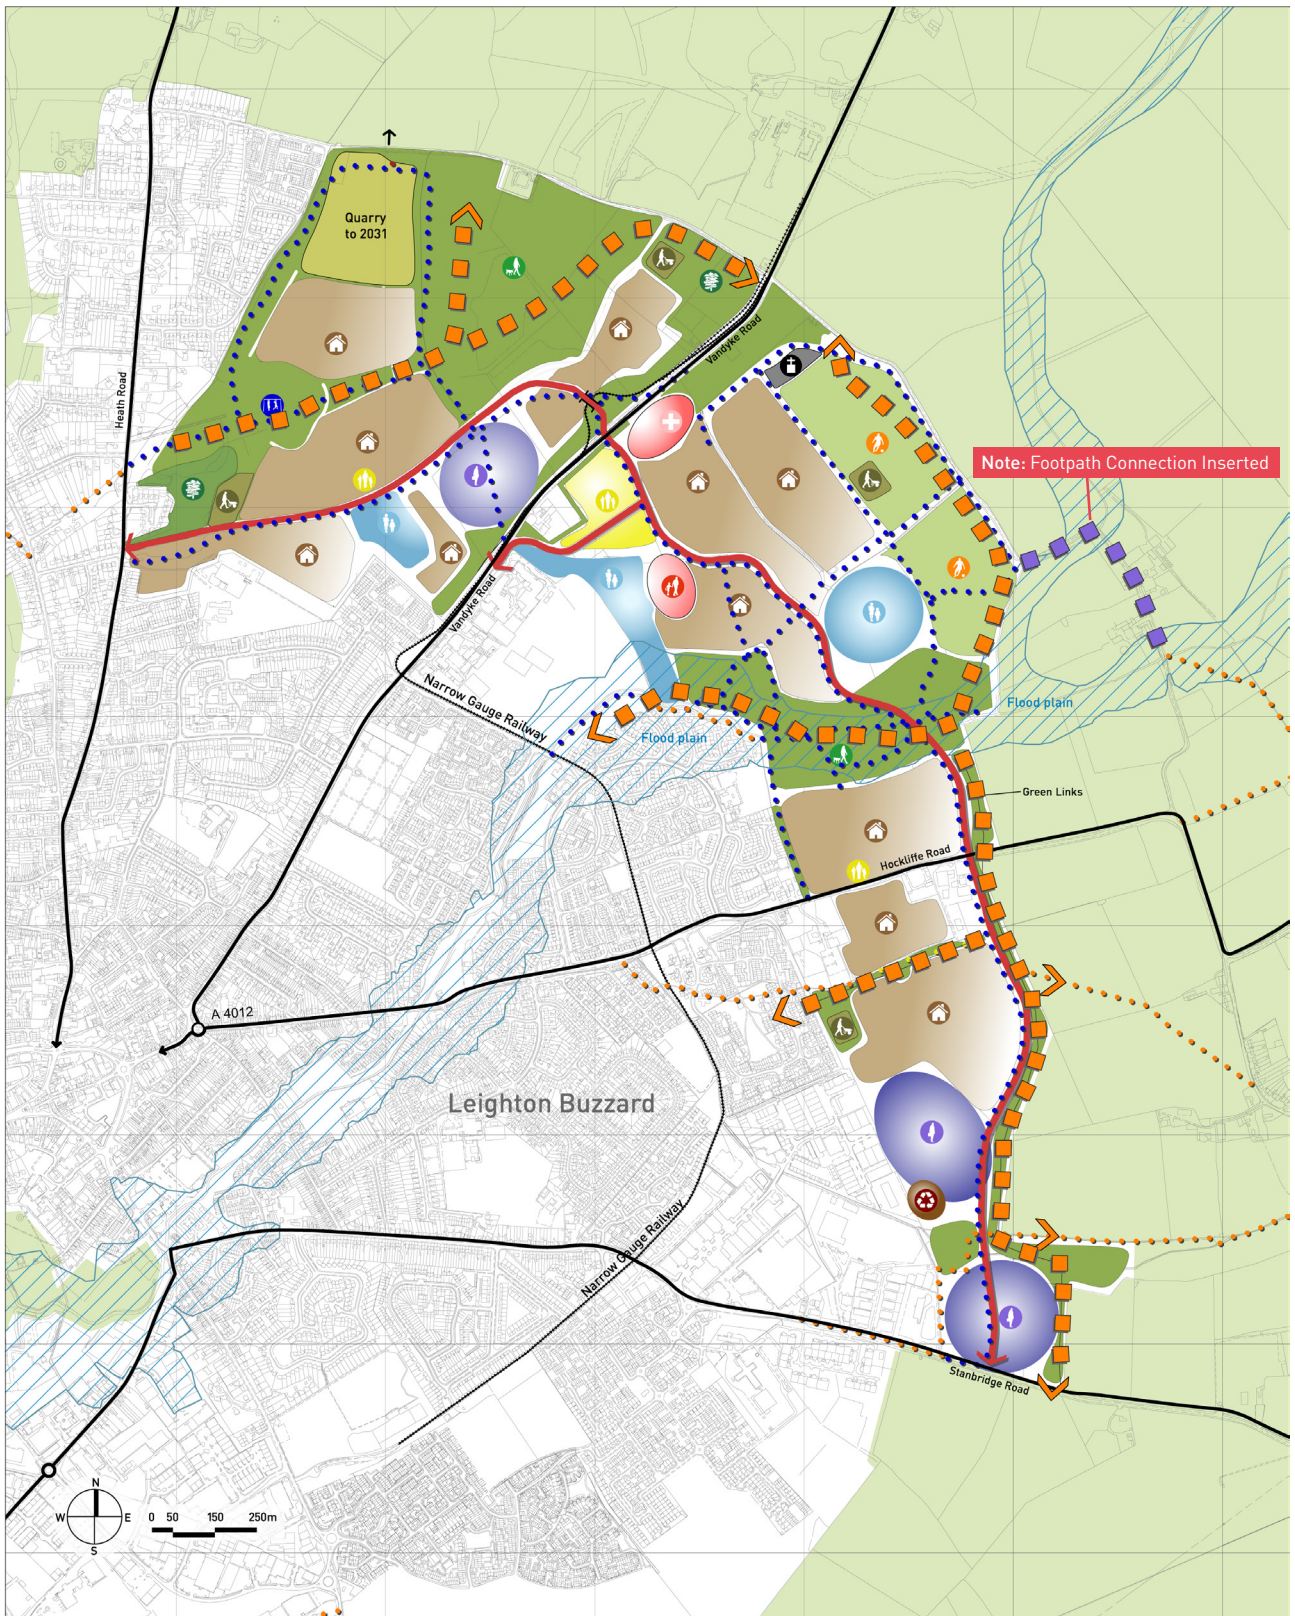 Quarry
to 2031
Vandyke Road
Heath Road
Note: Footpath Connection Inserted
Vandyke Road
Narrow Gauge Railway
Flood plain
Flood plain
Green Links
Hockliffe Road
A 4012
Leighton Buzzard
Narrow Gauge Railway
Stanbridge Road
N
W E
S
0 50 150 250m